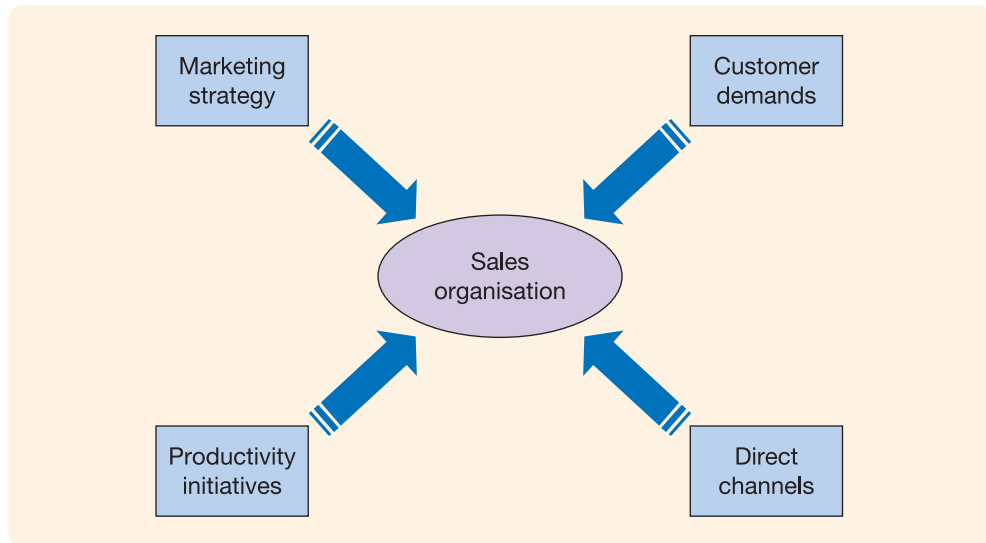 Marketing
strategy
Customer
demands
Sales
organisation
Productivity
initiatives
Direct
channels